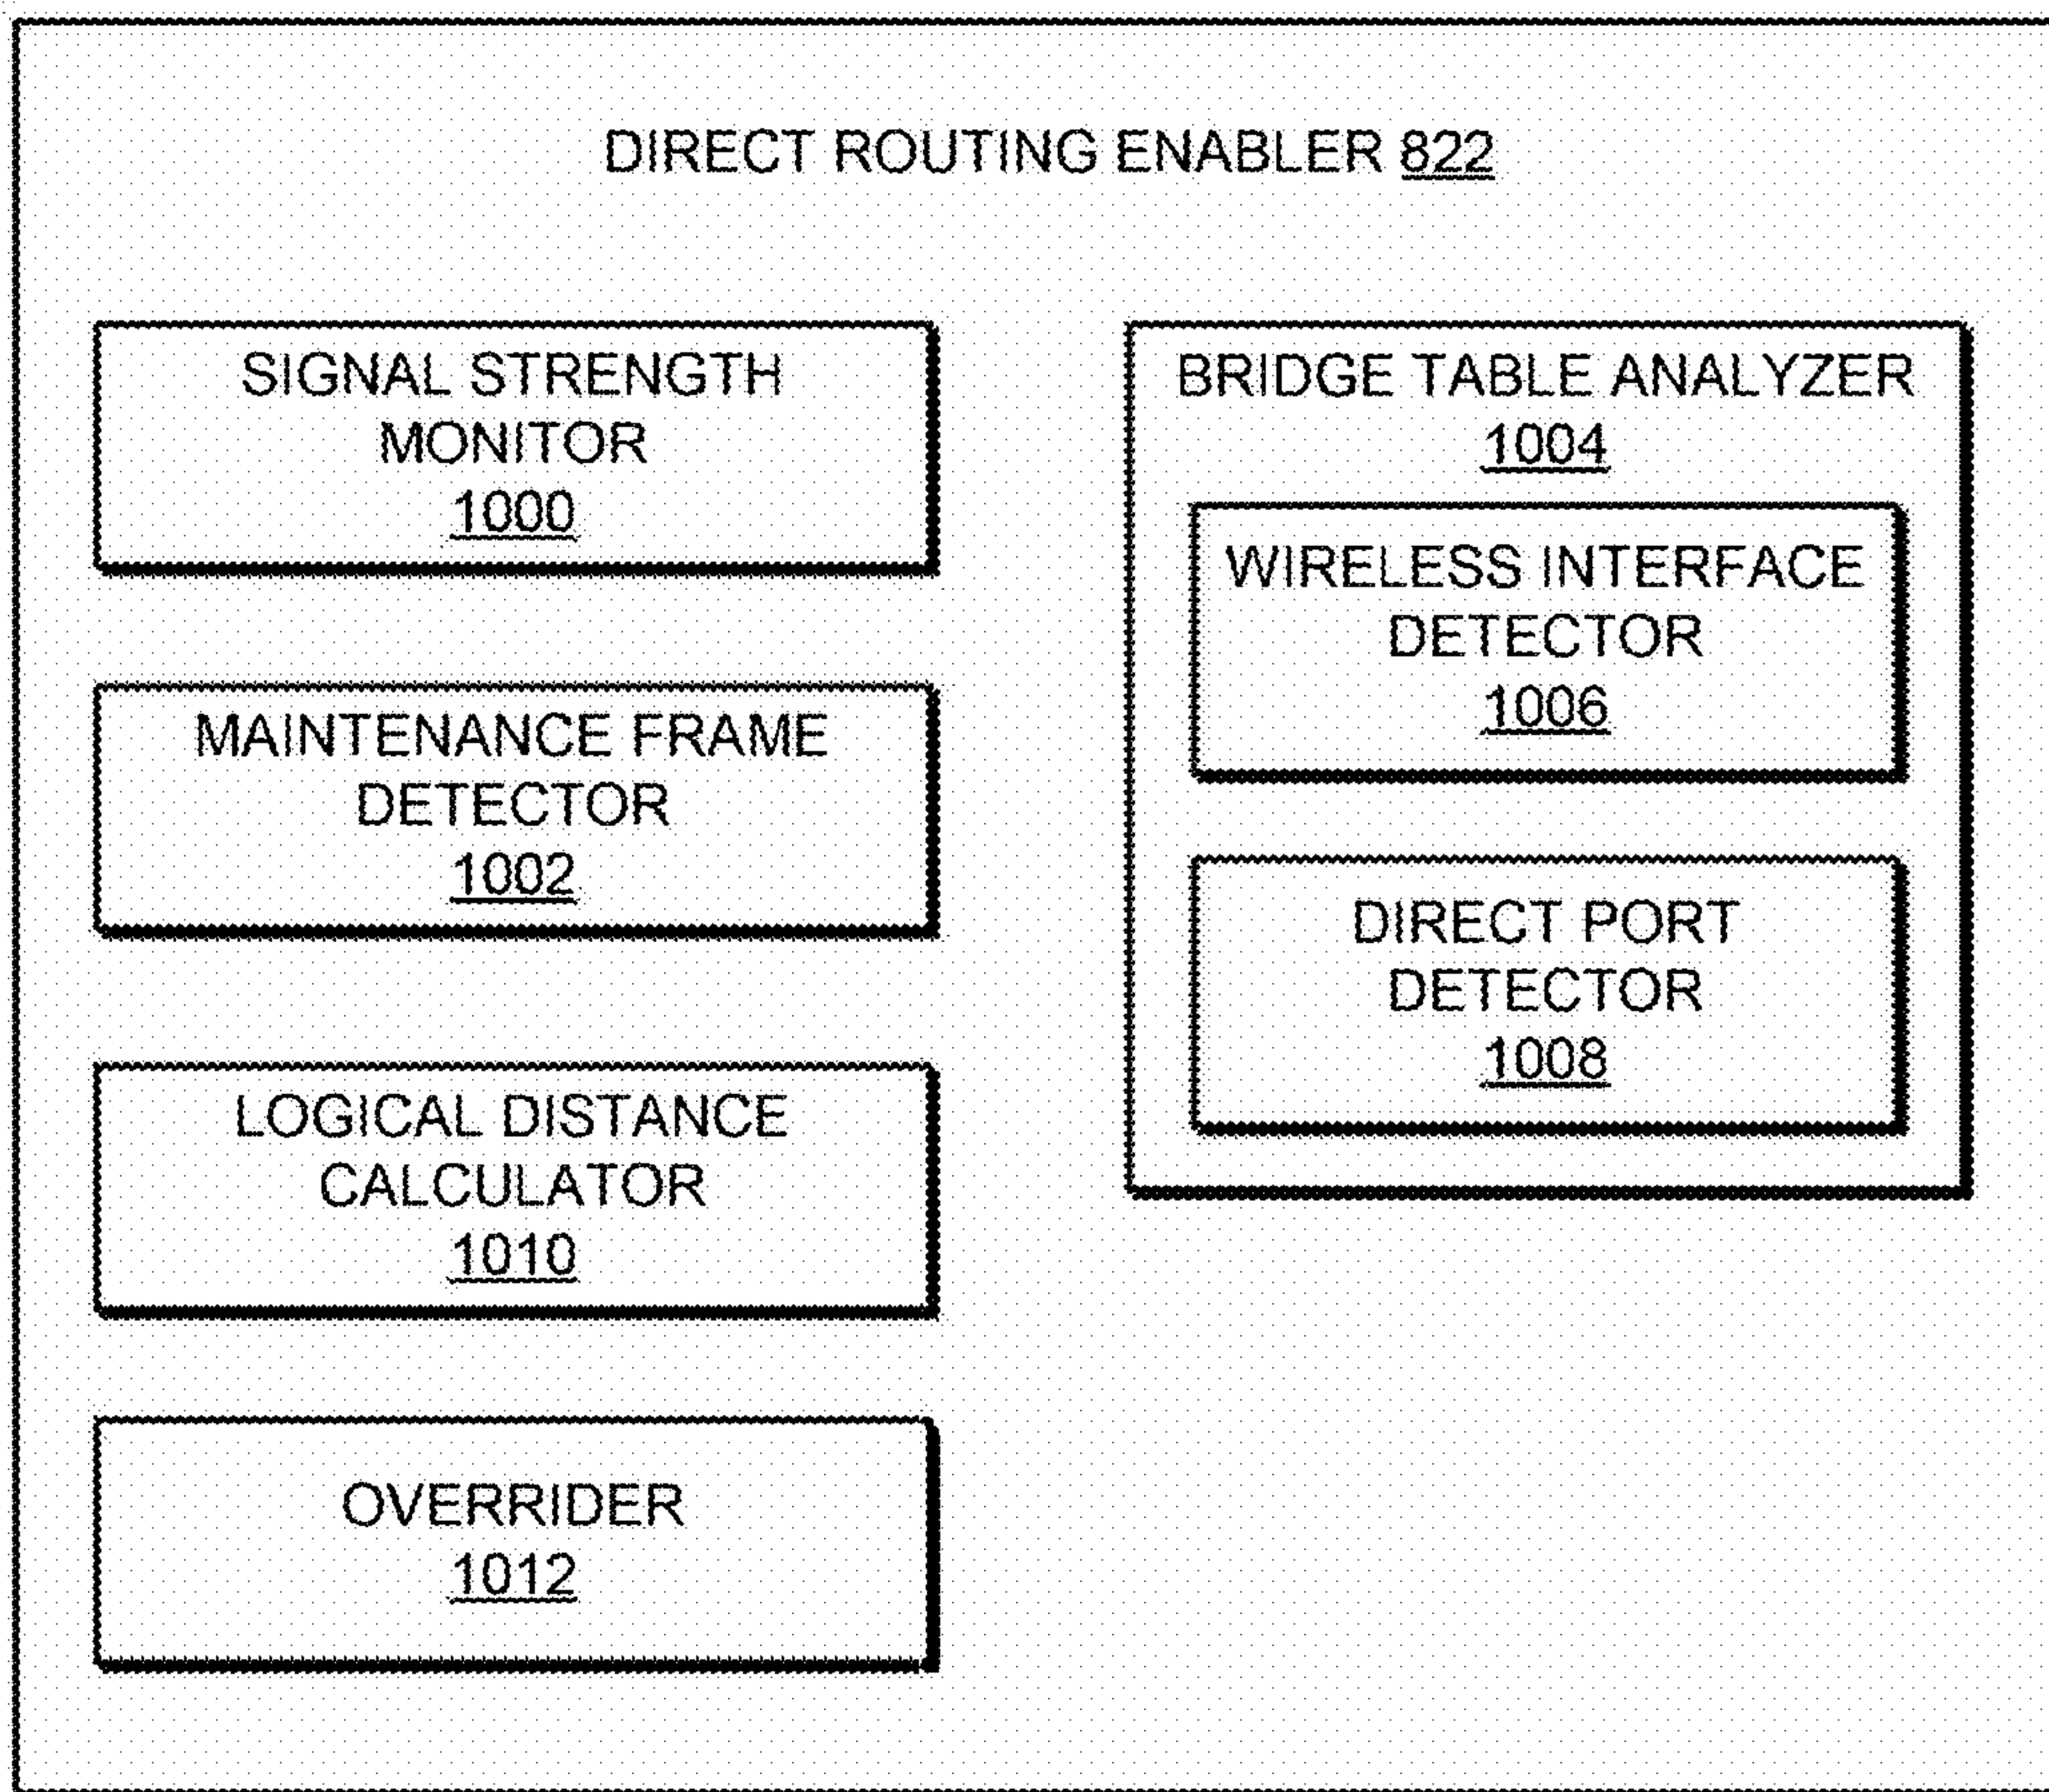 DIRECT ROUTING ENABLER 822
SIGNAL STRENGTH
MONITOR
1000
MAINTENANCE FRAME
DETECTOR
1002
LOGICAL DISTANCE
CALCULATOR
1010
OVERRIDER
1012
BRIDGE TABLE ANALYZER
1004
WIRELESS INTERFACE
DETECTOR
1006
DIRECT PORT
DETECTOR
1008